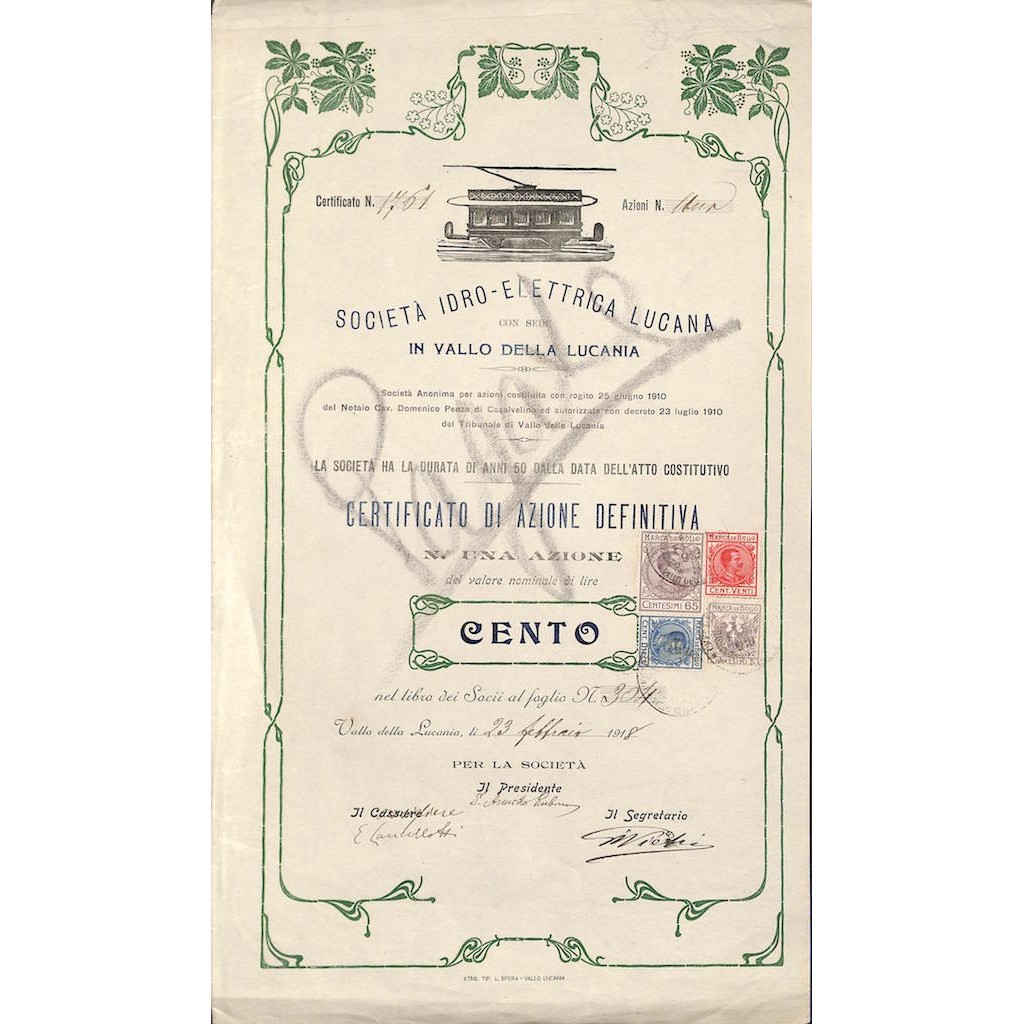 Certificato N. 1761
Azioni N. Una
SOCIETÀ IDRO-ELETTRICA LUCANA
CON SEDE
IN VALLO DELLA LUCANIA
Società Anonima per azioni costituita con rogito 25 giugno 1910
del Notaio Cav. Domenico Penza di Casalvelino ed autorizzata con decreto 23 luglio 1910
del Tribunale di Vallo della Lucania
LA SOCIETÀ HA LA DURATA DI ANNI 50 DALLA DATA DELL'ATTO COSTITUTIVO
CERTIFICATO DI AZIONE DEFINITIVA
N. UNA AZIONE
del valore nominale di lire
CENTO
MARCA DA BOLLO
CENTESIMI 65
MARCA DA BOLLO
CENT. VENTI
CENT. DIECI
MARCA DA BOLLO
nel libro dei Socii al foglio N. 304
Vallo della Lucania, li 23 febbraio 1918
PER LA SOCIETÀ
Il Presidente
Il Cassiere
Il Segretario
STAB. TIP. L. SPERA - VALLO LUCANIA